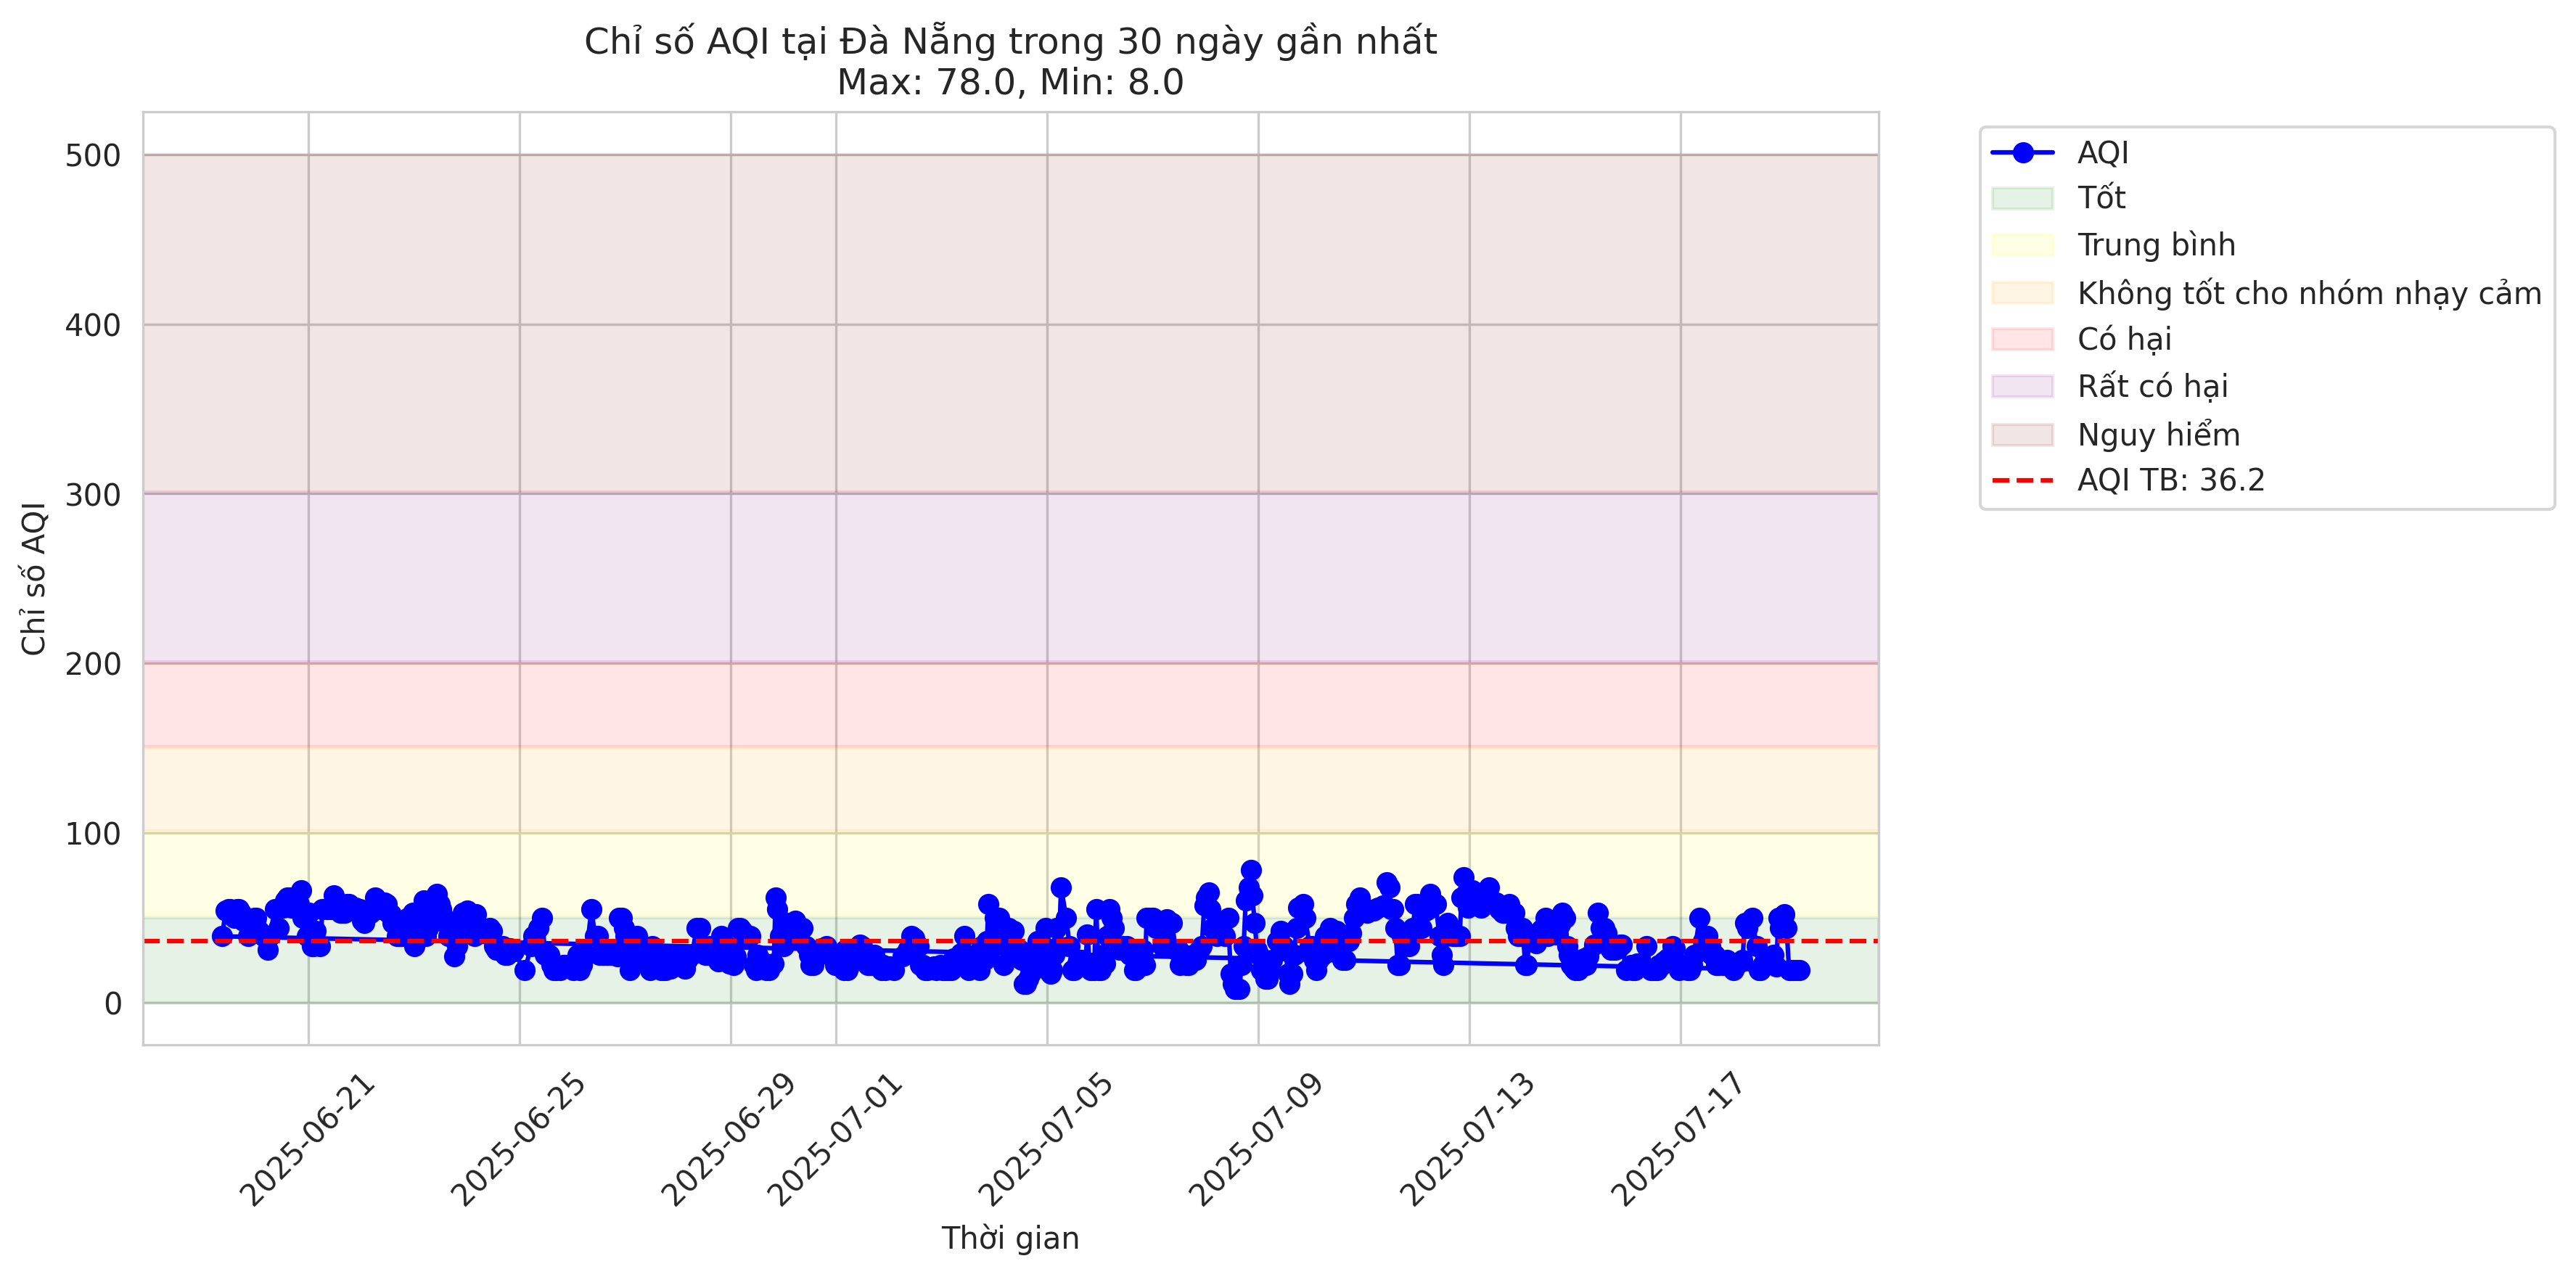 Chỉ số AQI tại Đà Nẵng trong 30 ngày gần nhất
Max: 78.0, Min: 8.0
Chỉ số AQI
500
400
300
200
100
0
2025-06-21
2025-06-25
2025-06-29
2025-07-01
2025-07-05
2025-07-09
2025-07-13
2025-07-17
Thời gian
AQI
Tốt
Trung bình
Không tốt cho nhóm nhạy cảm
Có hại
Rất có hại
Nguy hiểm
AQI TB: 36.2